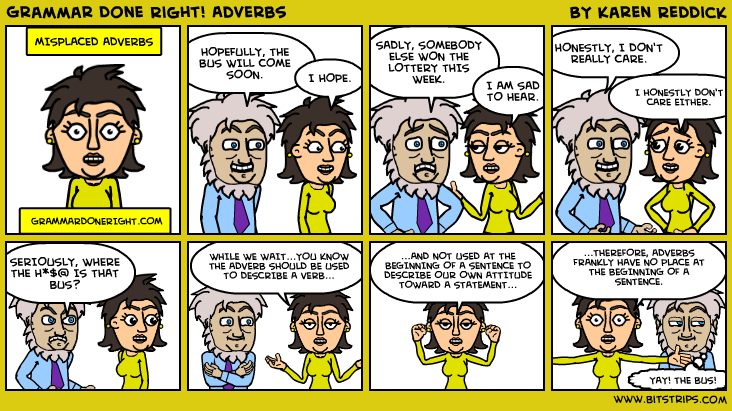 GRAMMAR DONE RIGHT! ADVERBS
BY KAREN REDDICK
MISPLACED ADVERBS
GRAMMARDONERIGHT.COM
HOPEFULLY, THE
BUS WILL COME
SOON.
I HOPE.
SADLY, SOMEBODY
ELSE WON THE
LOTTERY THIS
WEEK.
I AM SAD
TO HEAR.
HONESTLY, I DON'T
REALLY CARE.
I HONESTLY DON'T
CARE EITHER.
SERIOUSLY, WHERE
THE H*$@ IS THAT
BUS?
WHILE WE WAIT...YOU KNOW
THE ADVERB SHOULD BE USED
TO DESCRIBE A VERB...
...AND NOT USED AT THE
BEGINNING OF A SENTENCE TO
DESCRIBE OUR OWN ATTITUDE
TOWARD A STATEMENT...
...THEREFORE, ADVERBS
FRANKLY HAVE NO PLACE AT
THE BEGINNING OF A
SENTENCE.
YAY! THE BUS!
WWW.BITSTRIPS.COM